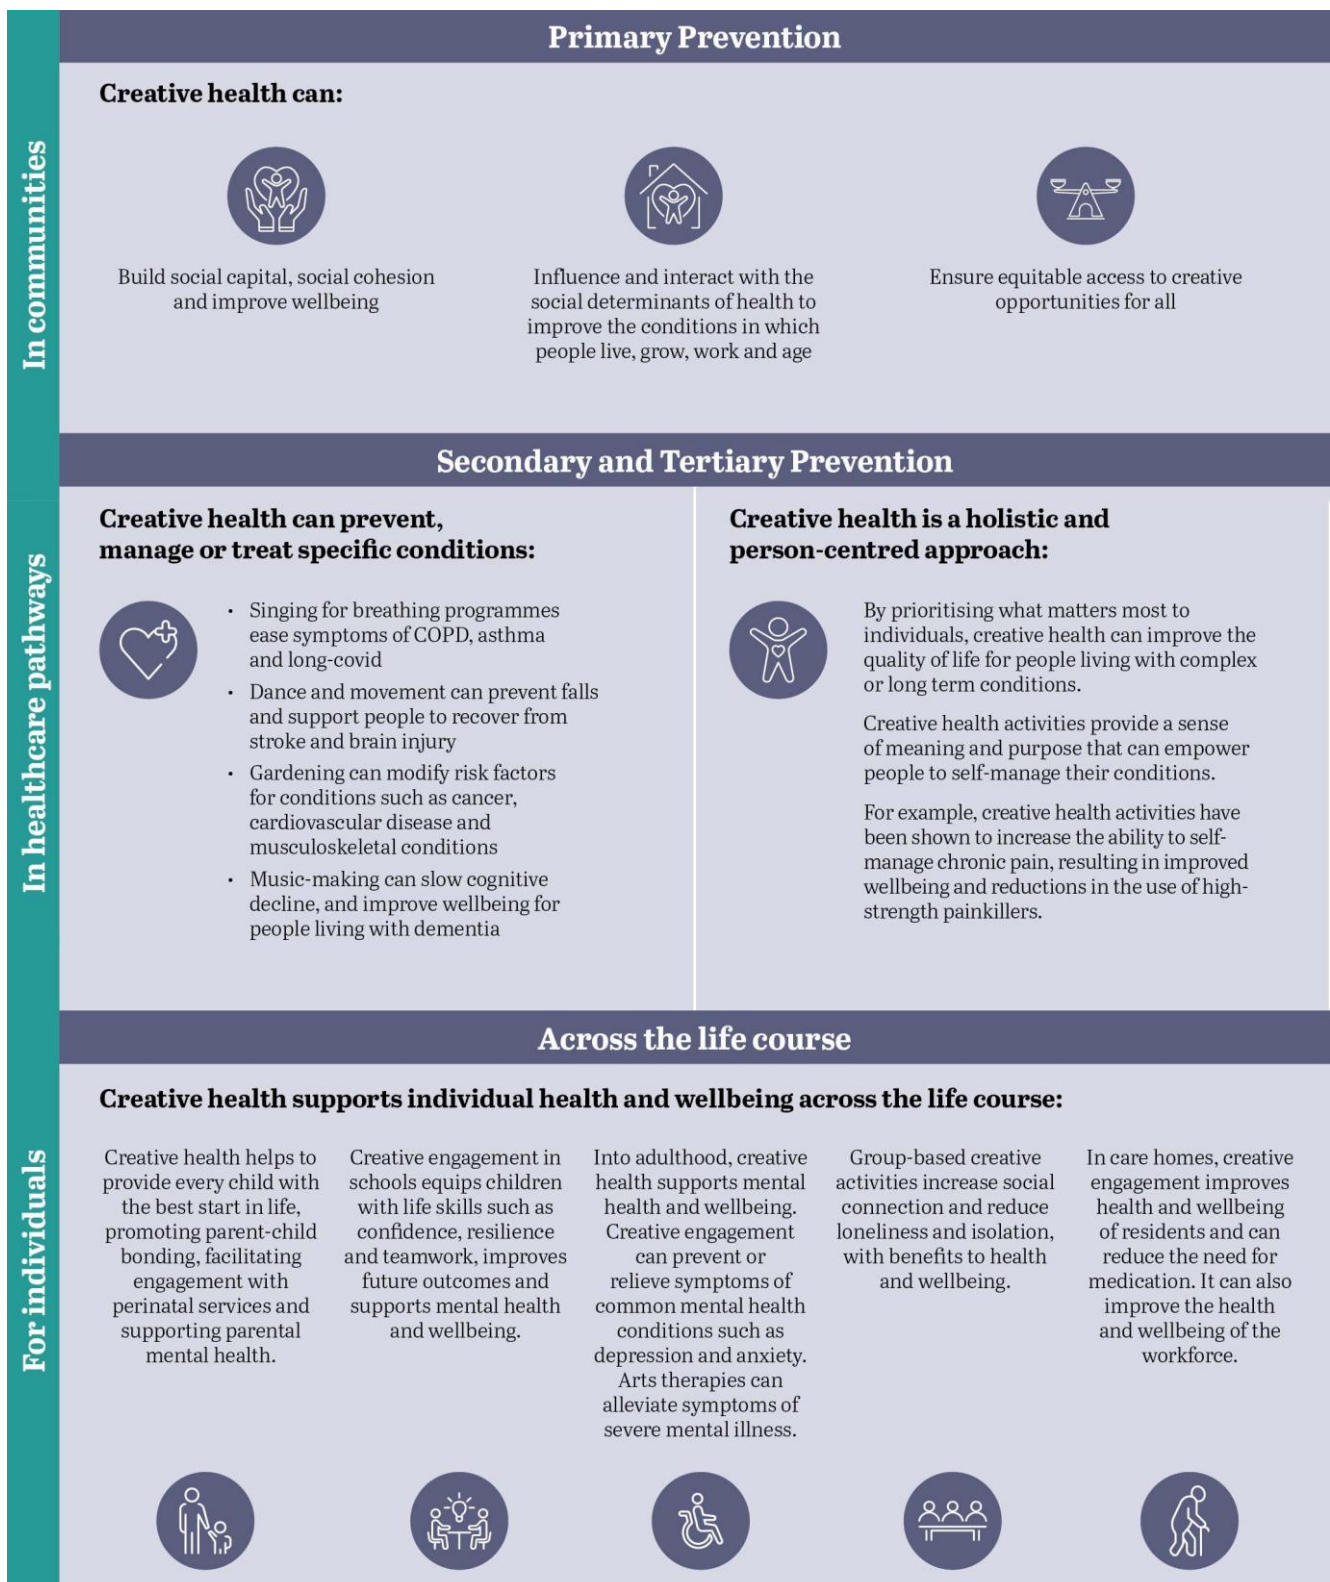 Primary Prevention
In communities
Creative health can:
Build social capital, social cohesion
and improve wellbeing
Influence and interact with the
social determinants of health to
improve the conditions in which
people live, grow, work and age
Ensure equitable access to creative
opportunities for all
Secondary and Tertiary Prevention
In healthcare pathways
Creative health can prevent,
manage or treat specific conditions:
• Singing for breathing programmes
ease symptoms of COPD, asthma
and long-covid
• Dance and movement can prevent falls
and support people to recover from
stroke and brain injury
• Gardening can modify risk factors
for conditions such as cancer,
cardiovascular disease and
musculoskeletal conditions
• Music-making can slow cognitive
decline, and improve wellbeing for
people living with dementia
Creative health is a holistic and
person-centred approach:
By prioritising what matters most to
individuals, creative health can improve the
quality of life for people living with complex
or long term conditions.
Creative health activities provide a sense
of meaning and purpose that can empower
people to self-manage their conditions.
For example, creative health activities have
been shown to increase the ability to self-
manage chronic pain, resulting in improved
wellbeing and reductions in the use of high-
strength painkillers.
Across the life course
For individuals
Creative health supports individual health and wellbeing across the life course:
Creative health helps to
provide every child with
the best start in life,
promoting parent-child
bonding, facilitating
engagement with
perinatal services and
supporting parental
mental health.
Creative engagement in
schools equips children
with life skills such as
confidence, resilience
and teamwork, improves
future outcomes and
supports mental health
and wellbeing.
Into adulthood, creative
health supports mental
health and wellbeing.
Creative engagement
can prevent or
relieve symptoms of
common mental health
conditions such as
depression and anxiety.
Arts therapies can
alleviate symptoms of
severe mental illness.
Group-based creative
activities increase social
connection and reduce
loneliness and isolation,
with benefits to health
and wellbeing.
In care homes, creative
engagement improves
health and wellbeing
of residents and can
reduce the need for
medication. It can also
improve the health
and wellbeing of the
workforce.